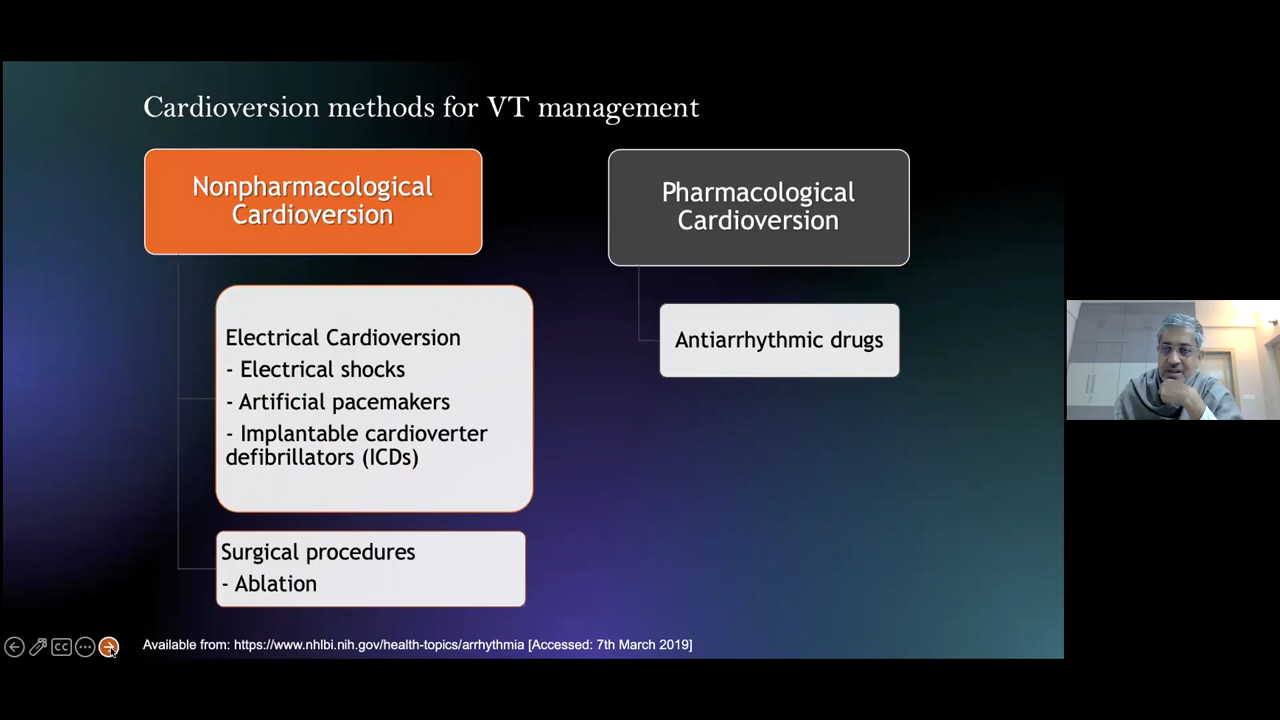 Cardioversion methods for VT management
Nonpharmacological
Cardioversion
Electrical Cardioversion
- Electrical shocks
- Artificial pacemakers
- Implantable cardioverter
defibrillators (ICDs)
Surgical procedures
- Ablation
Pharmacological
Cardioversion
Antiarrhythmic drugs
CC
Available from: https://www.nhlbi.nih.gov/health-topics/arrhythmia [Accessed: 7th March 2019]